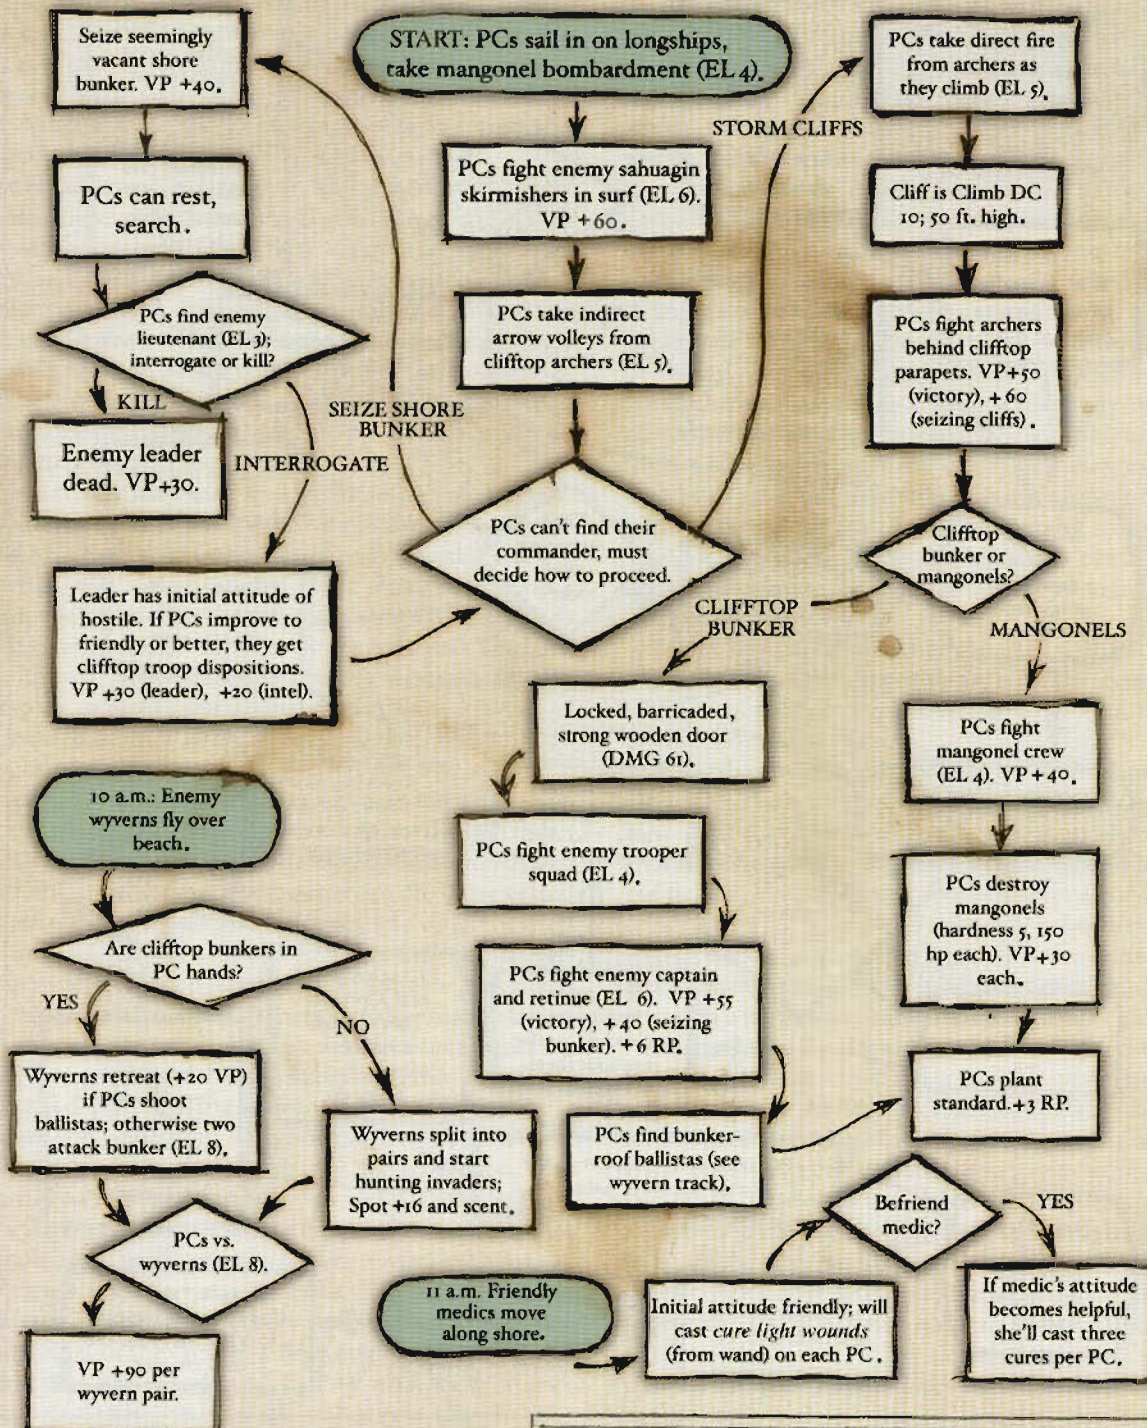 START: PCs sail in on longships,
take mangonel bombardment (EL 4).
PCs fight enemy sahuagin
skirmishers in surf (EL 6).
VP +60.
PCs take indirect
arrow volleys from
clifftop archers (EL 5).
PCs can't find their
commander, must
decide how to proceed.
SEIZE SHORE
BUNKER
Seize seemingly
vacant shore
bunker. VP +40.
PCs can rest,
search.
PCs find enemy
lieutenant (EL 3);
interrogate or kill?
KILL
Enemy leader
dead. VP+30.
INTERROGATE
Leader has initial attitude of
hostile. If PCs improve to
friendly or better, they get
clifftop troop dispositions.
VP +30 (leader), +20 (intel).
STORM CLIFFS
PCs take direct fire
from archers as
they climb (EL 5).
Cliff is Climb DC
10; 50 ft. high.
PCs fight archers
behind clifftop
parapets. VP+50
(victory), + 60
(seizing cliffs).
Clifftop
bunker or
mangonels?
CLIFFTOP
BUNKER
Locked, barricaded,
strong wooden door
(DMG 61).
PCs fight enemy trooper
squad (EL 4).
PCs fight enemy captain
and retinue (EL 6). VP +55
(victory), +40 (seizing
bunker). +6 RP.
PCs find bunker-
roof ballistas (see
wyvern track).
MANGONELS
PCs fight
mangonel crew
(EL 4). VP +40.
PCs destroy
mangonels
(hardness 5, 150
hp each). VP+30
each.
PCs plant
standard.+3 RP.
10 a.m.: Enemy
wyverns fly over
beach.
Are clifftop bunkers in
PC hands?
YES
Wyverns retreat (+20 VP)
if PCs shoot
ballistas; otherwise two
attack bunker (EL 8).
NO
Wyverns split into
pairs and start
hunting invaders;
Spot +16 and scent.
PCs vs.
wyverns (EL 8).
VP +90 per
wyvern pair.
11 a.m. Friendly
medics move
along shore.
Initial attitude friendly; will
cast cure light wounds
(from wand) on each PC.
Befriend
medic?
YES
If medic's attitude
becomes helpful,
she'll cast three
cures per PC.